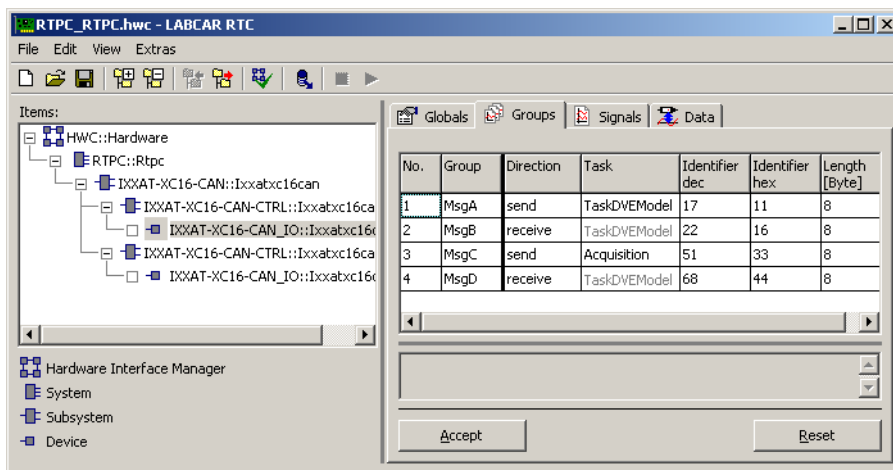 RTPC_RTPC.hwc - LABCAR RTC
File Edit View Extras
Items:
HWC::Hardware
RTPC::Rtpc
IXXAT-XC16-CAN::Ixxatxc16can
IXXAT-XC16-CAN-CTRL::Ixxatxc16ca
IXXAT-XC16-CAN_IO::Ixxatxc16c
IXXAT-XC16-CAN-CTRL::Ixxatxc16ca
IXXAT-XC16-CAN_IO::Ixxatxc16c
Hardware Interface Manager
System
Subsystem
Device
Globals Groups Signals Data
No. Group Direction Task Identifier dec Identifier hex Length [Byte]
1 MsgA send TaskDVEModel 17 11 8
2 MsgB receive TaskDVEModel 22 16 8
3 MsgC send Acquisition 51 33 8
4 MsgD receive TaskDVEModel 68 44 8
Accept Reset